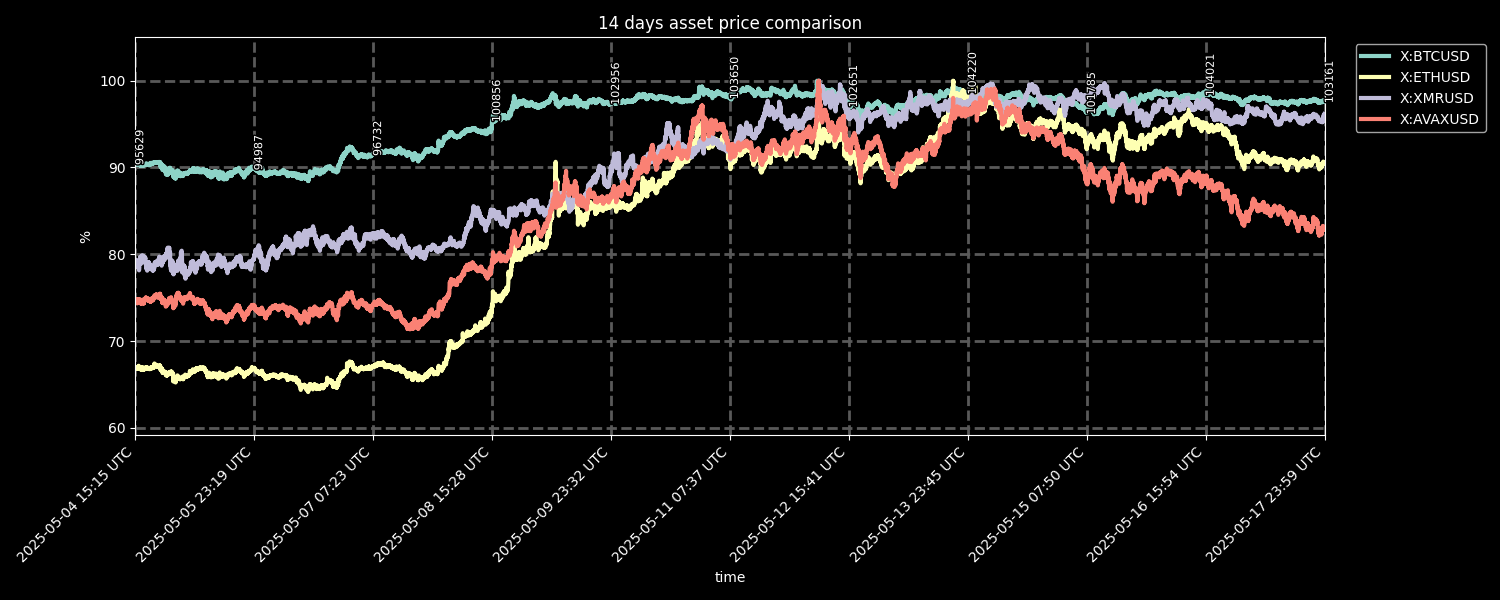 14 days asset price comparison
X:BTCUSD
X:ETHUSD
X:XMRUSD
X:AVAXUSD
100
90
80
70
60
%
95629
94987
96732
100856
102956
103650
102651
104220
101785
104021
103161
2025-05-04 15:15 UTC
2025-05-05 23:19 UTC
2025-05-07 07:23 UTC
2025-05-08 15:28 UTC
2025-05-09 23:32 UTC
2025-05-11 07:37 UTC
2025-05-12 15:41 UTC
2025-05-13 23:45 UTC
2025-05-15 07:50 UTC
2025-05-16 15:54 UTC
2025-05-17 23:59 UTC
time